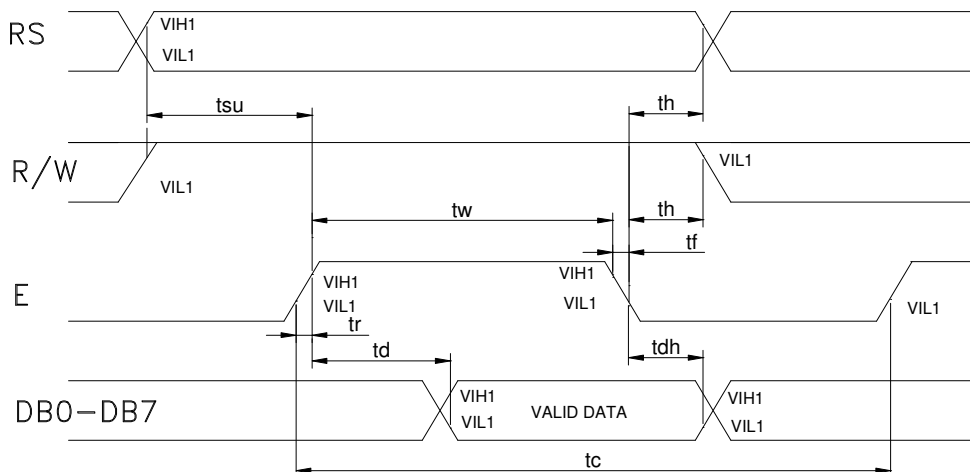 RS
VIH1
VIL1
tsu
th
R/W
VIL1
VIL1
tw
th
tf
E
VIH1
VIL1
VIH1
VIL1
VIL1
tr
td
tdh
DB0-DB7
VIH1
VIL1
VALID DATA
VIH1
VIL1
tc